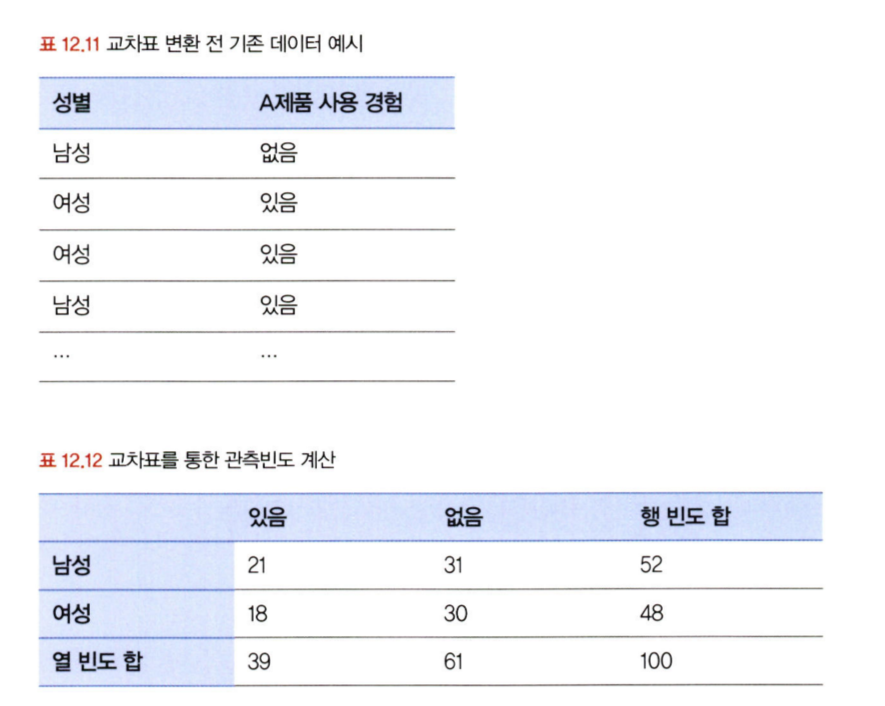 표 12.11 교차표 변환 전 기존 데이터 예시
성별 A제품 사용 경험
남성 없음
여성 있음
여성 있음
남성 있음
… …
표 12.12 교차표를 통한 관측빈도 계산
있음 없음 행 빈도 합
남성 21 31 52
여성 18 30 48
열 빈도 합 39 61 100